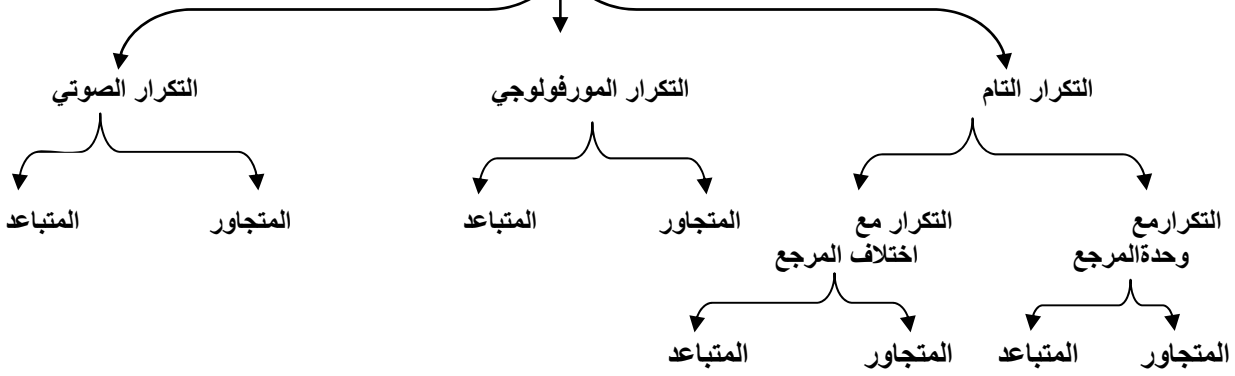 التكرار التام
التكرار المورفولوجي
التكرار الصوتي
التكرارمع
وحدةالمرجع
التكرار مع
اختلاف المرجع
المتجاور
المتباعد
المتجاور
المتباعد
المتجاور
المتباعد
المتجاور
المتباعد